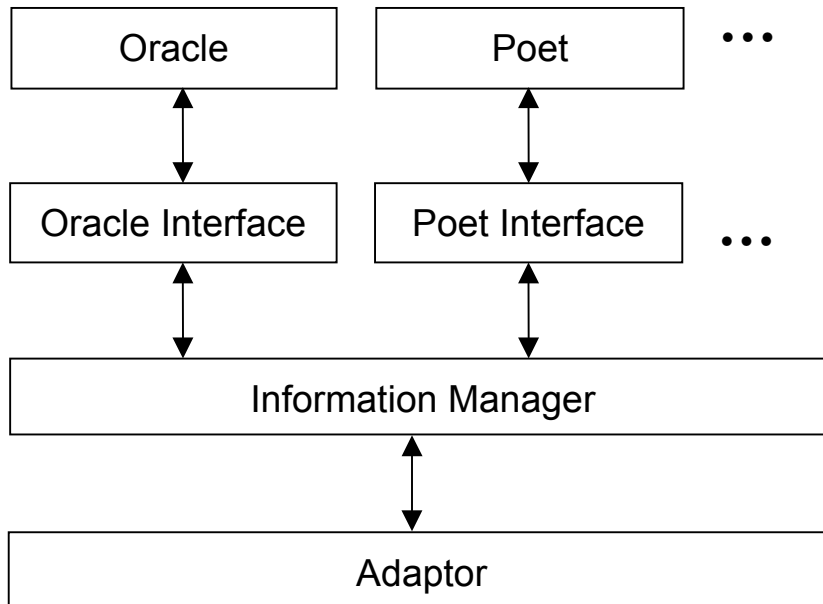 Oracle
Poet
...
Oracle Interface
Poet Interface
...
Information Manager
Adaptor